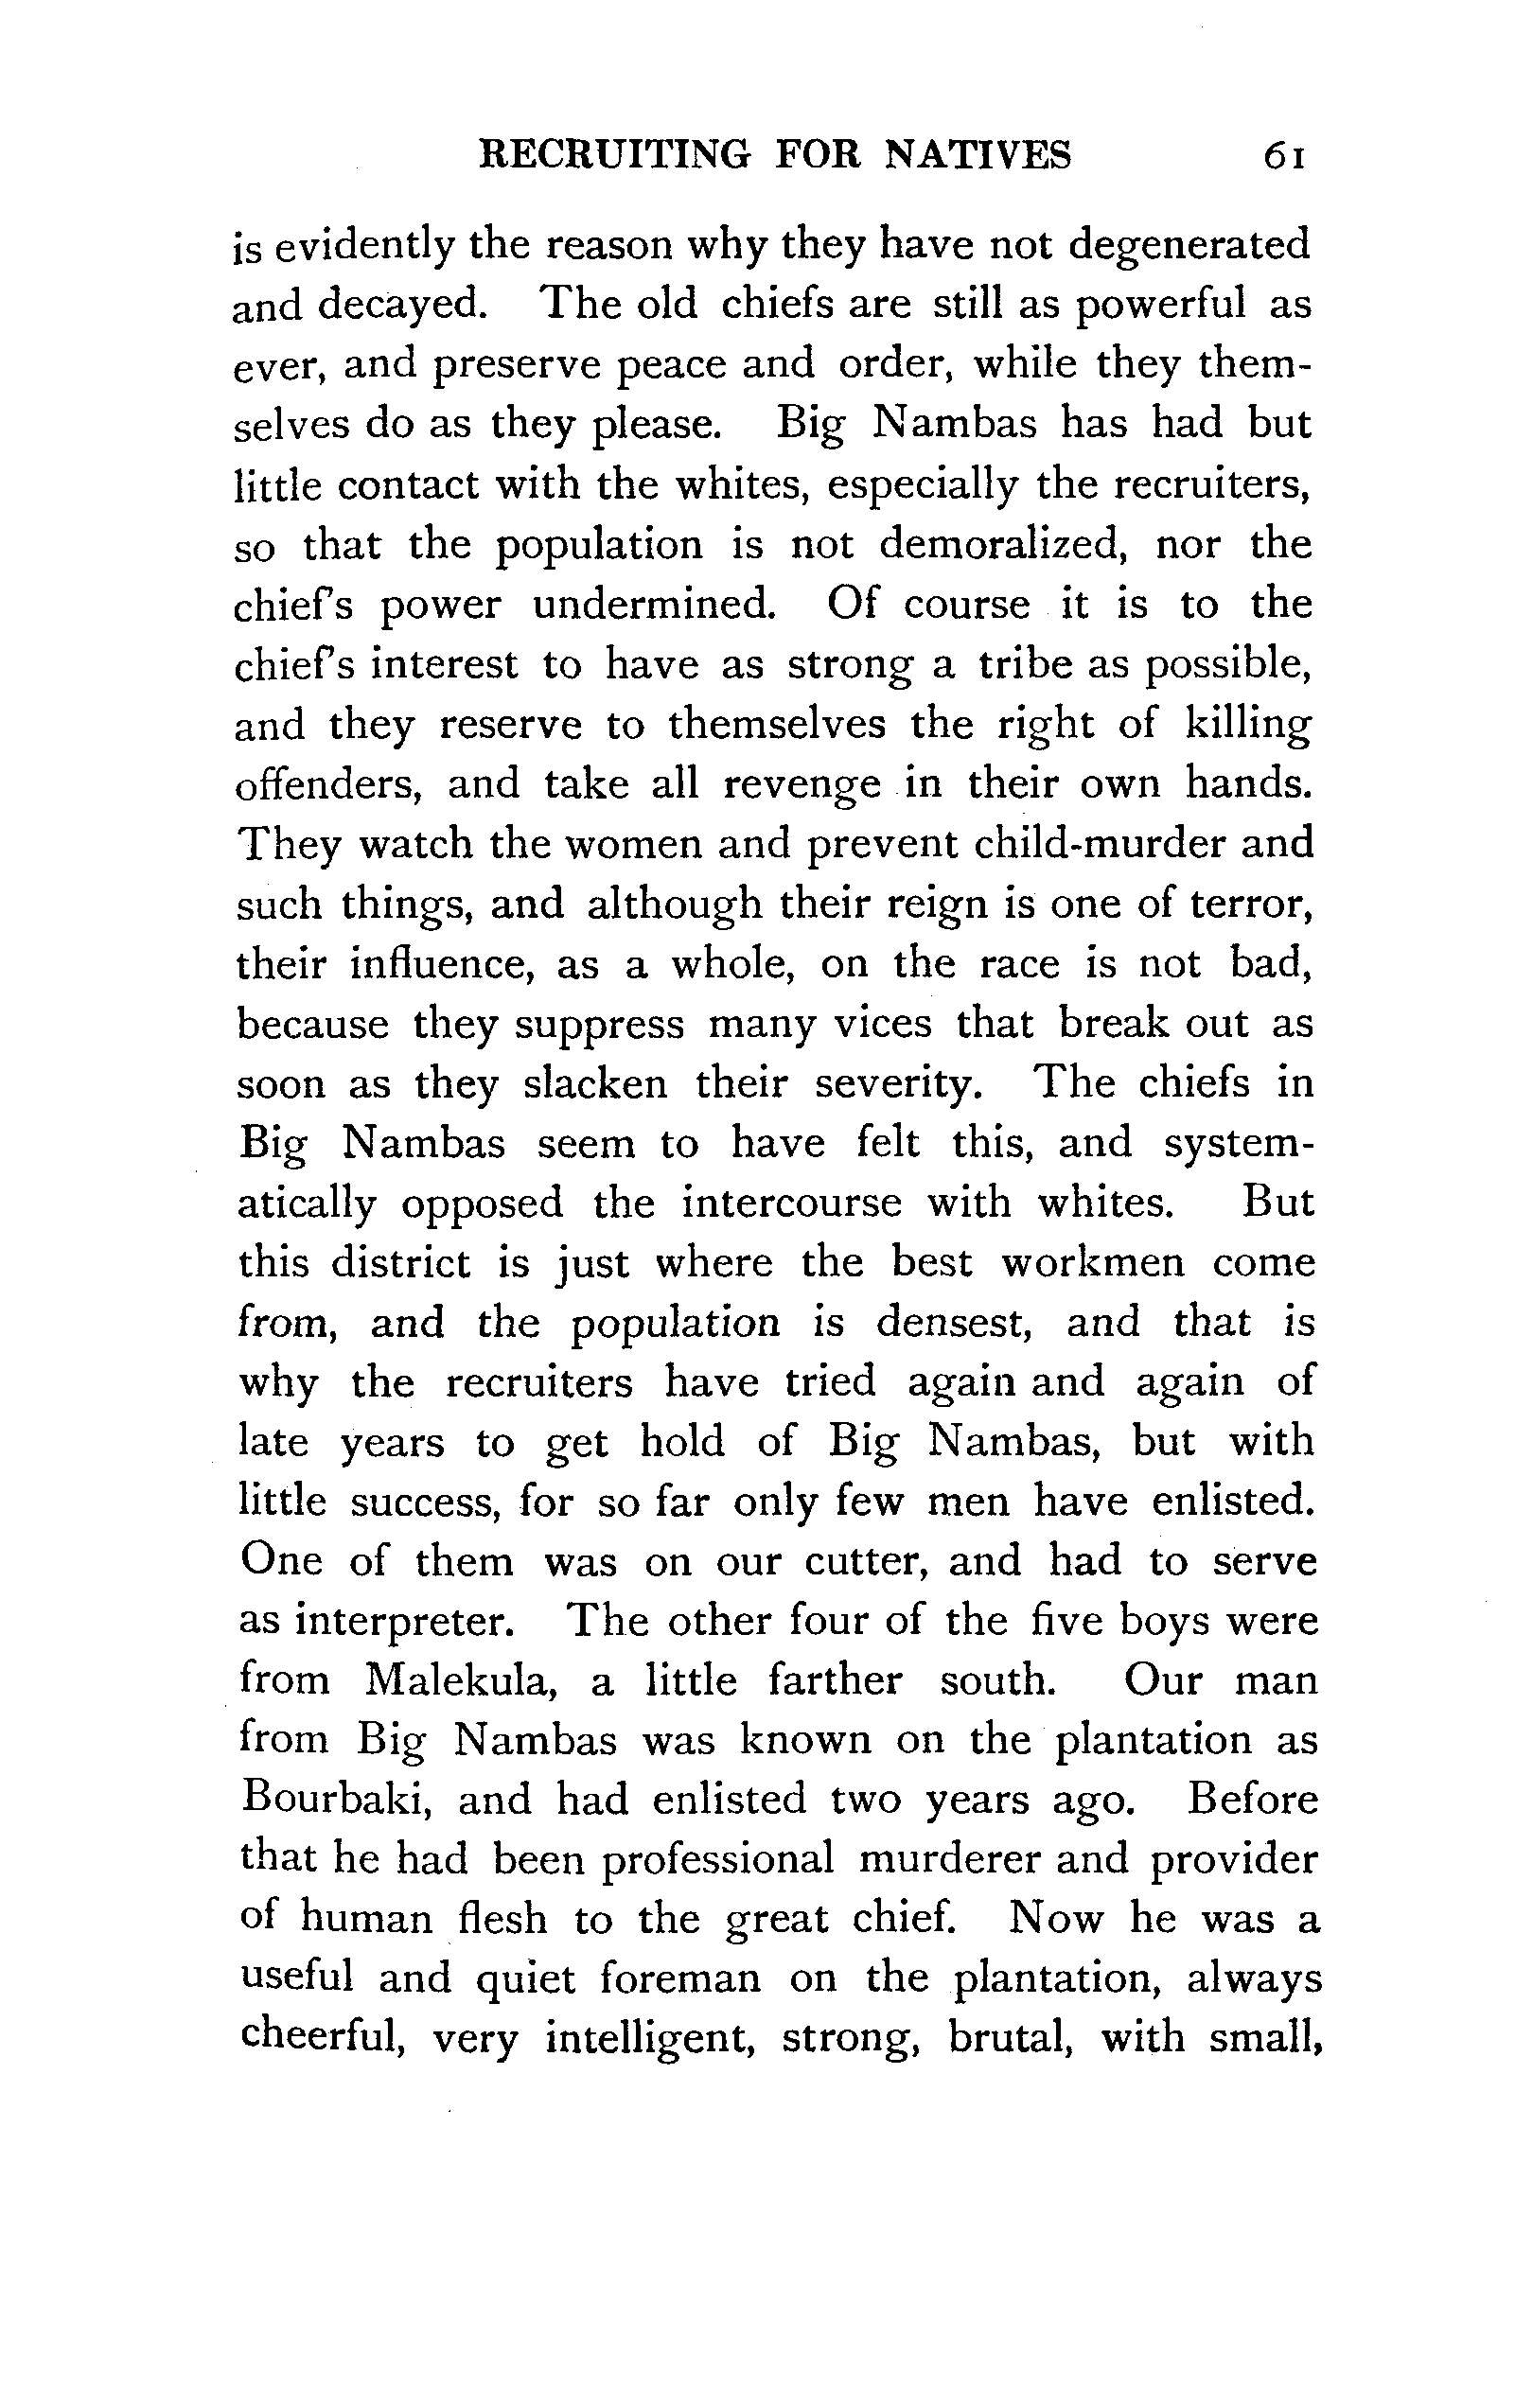 RECRUITING FOR NATIVES 61
is evidently the reason why they have not degenerated
and decayed. The old chiefs are still as powerful as
ever, and preserve peace and order, while they them-
selves do as they please. Big Nambas has had but
little contact with the whites, especially the recruiters,
so that the population is not demoralized, nor the
chief's power undermined. Of course it is to the
chief's interest to have as strong a tribe as possible,
and they reserve to themselves the right of killing
offenders, and take all revenge in their own hands.
They watch the women and prevent child-murder and
such things, and although their reign is one of terror,
their influence, as a whole, on the race is not bad,
because they suppress many vices that break out as
soon as they slacken their severity. The chiefs in
Big Nambas seem to have felt this, and system-
atically opposed the intercourse with whites. But
this district is just where the best workmen come
from, and the population is densest, and that is
why the recruiters have tried again and again of
late years to get hold of Big Nambas, but with
little success, for so far only few men have enlisted.
One of them was on our cutter, and had to serve
as interpreter. The other four of the five boys were
from Malekula, a little farther south. Our man
from Big Nambas was known on the plantation as
Bourbaki, and had enlisted two years ago. Before
that he had been professional murderer and provider
of human flesh to the great chief. Now he was a
useful and quiet foreman on the plantation, always
cheerful, very intelligent, strong, brutal, with small,